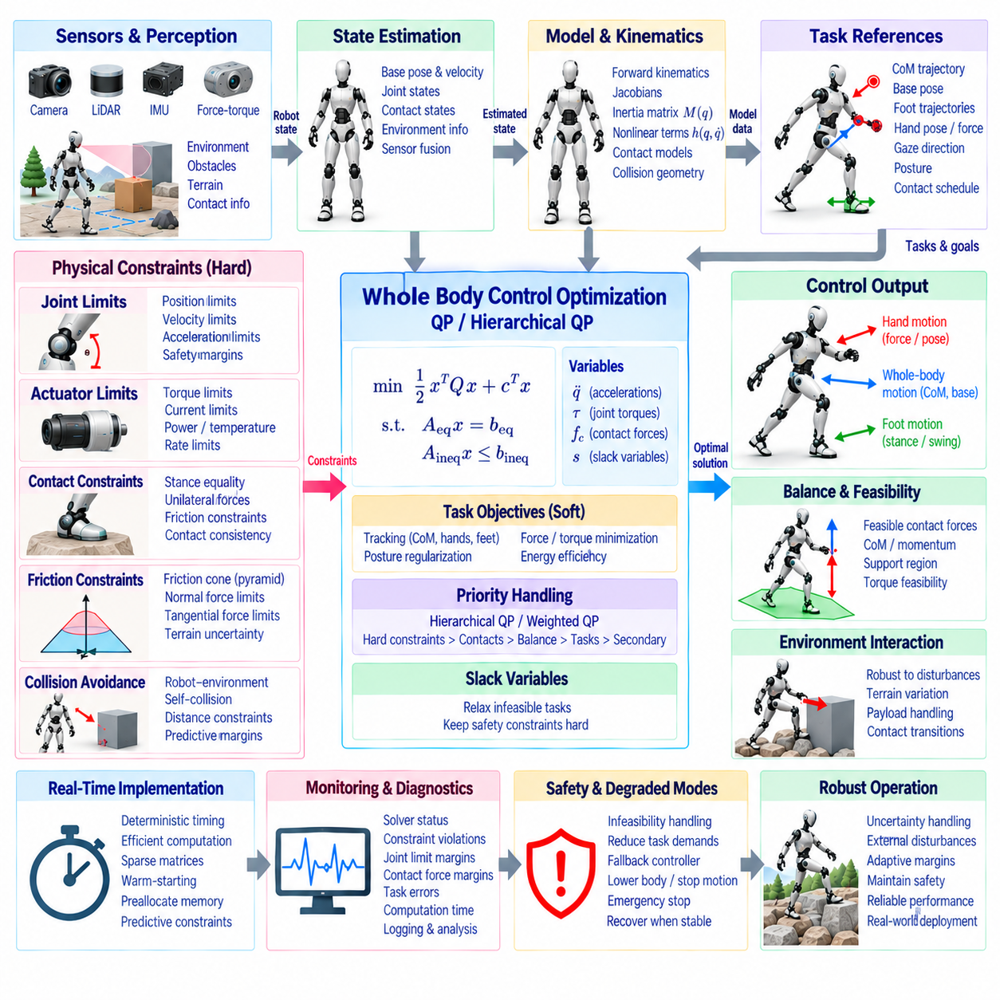 Sensors & Perception
Camera
LiDAR
IMU
Force-torque
Environment
Obstacles
Terrain
Contact info
Robot
state
State Estimation
Base pose & velocity
Joint states
Contact states
Environment info
Sensor fusion
Estimated
state
Model & Kinematics
Forward kinematics
Jacobians
Inertia matrix M(q)
Nonlinear terms h(q, q̇)
Contact models
Collision geometry
Model
data
Task References
CoM trajectory
Base pose
Foot trajectories
Hand pose / force
Gaze direction
Posture
Contact schedule
Tasks & goals
Physical Constraints (Hard)
Joint Limits
θ
Position limits
Velocity limits
Acceleration limits
Safety margins
Actuator Limits
Torque limits
Current limits
Power / temperature
Rate limits
Contact Constraints
Stance equality
Unilateral forces
Friction constraints
Contact consistency
Friction Constraints
Friction cone (pyramid)
Normal force limits
Tangential force limits
Terrain uncertainty
Collision Avoidance
Robot-environment
Self-collision
Distance constraints
Predictive margins
Constraints
Whole Body Control Optimization
QP / Hierarchical QP
min 1/2 x^T Q x + c^T x
s.t. A_eq x = b_eq
A_ineq x ≤ b_ineq
Variables
q̈ (accelerations)
τ (joint torques)
f_c (contact forces)
s (slack variables)
Task Objectives (Soft)
Tracking (CoM, hands, feet)
Force / torque minimization
Posture regularization
Energy efficiency
Priority Handling
Hierarchical QP / Weighted QP
Hard constraints > Contacts > Balance > Tasks > Secondary
Slack Variables
Relax infeasible tasks
Keep safety constraints hard
Optimal
solution
Control Output
Hand motion
(force / pose)
Whole-body
motion (CoM, base)
Foot motion
(stance / swing)
Balance & Feasibility
Feasible contact forces
CoM / momentum
Support region
Torque feasibility
Environment Interaction
Robust to disturbances
Terrain variation
Payload handling
Contact transitions
Real-Time Implementation
Deterministic timing
Efficient computation
Sparse matrices
Warm-starting
Preallocate memory
Predictive constraints
Monitoring & Diagnostics
Solver status
Constraint violations
Joint limit margins
Contact force margins
Task errors
Computation time
Logging & analysis
Safety & Degraded Modes
Infeasibility handling
Reduce task demands
Fallback controller
Lower body / stop motion
Emergency stop
Recover when stable
Robust Operation
Uncertainty handling
External disturbances
Adaptive margins
Maintain safety
Reliable performance
Real-world deployment